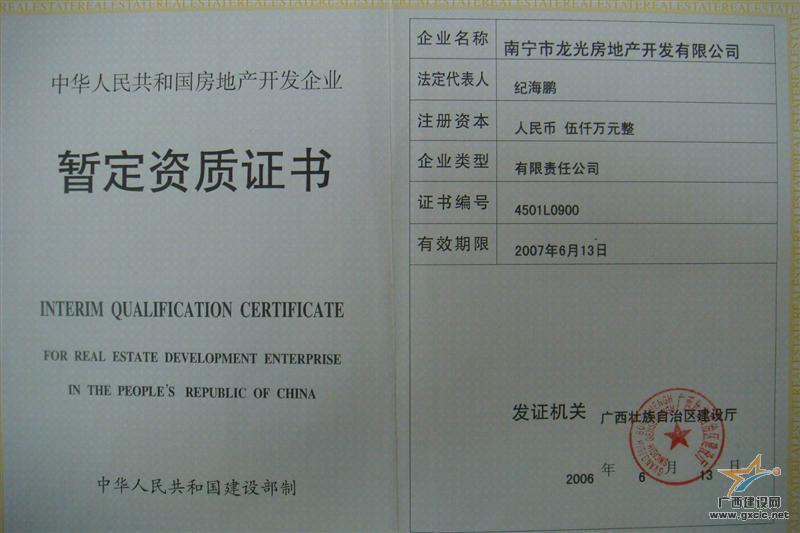 中华人民共和国房地产开发企业
暂定资质证书
INTERIM QUALIFICATION CERTIFICATE
FOR REAL ESTATE DEVELOPMENT ENTERPRISE
IN THE PEOPLE'S REPUBLIC OF CHINA
中华人民共和国建设部制
企业名称 南宁市龙光房地产开发有限公司
法定代表人 纪海鹏
注册资本 人民币 伍仟万元整
企业类型 有限责任公司
证书编号 4501L0900
有效期限 2007年6月13日
发证机关 广西壮族自治区建设厅
2006 年 6 月 13 日
广西建设网
www.gxcic.net